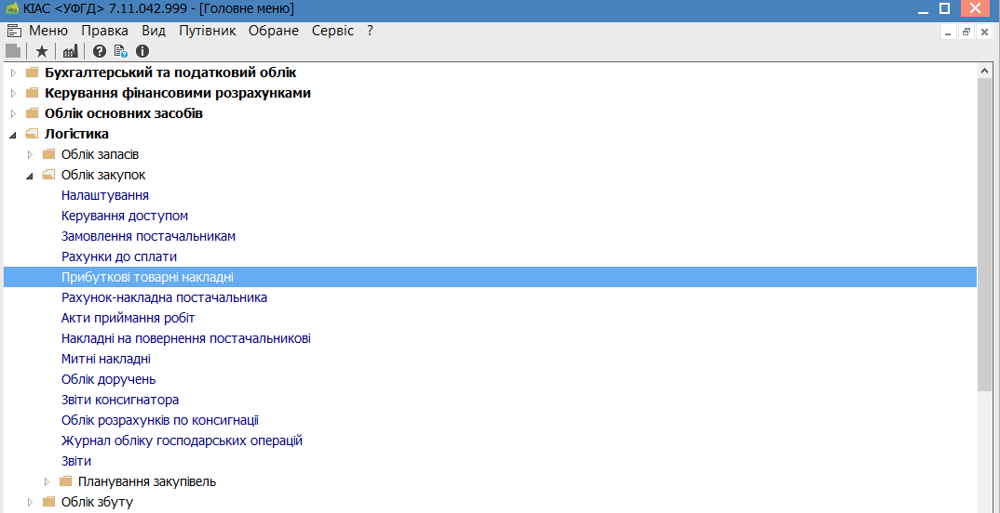 КІАС <УФГД> 7.11.042.999 - [Головне меню]
Меню Правка Вид Путівник Обране Сервіс ?
Бухгалтерський та податковий облік
Керування фінансовими розрахунками
Облік основних засобів
Логістика
Облік запасів
Облік закупок
Налаштування
Керування доступом
Замовлення постачальникам
Рахунки до сплати
Прибуткові товарні накладні
Рахунок-накладна постачальника
Акти приймання робіт
Накладні на повернення постачальникові
Митні накладні
Облік доручень
Звіти консигнатора
Облік розрахунків по консигнації
Журнал обліку господарських операцій
Звіти
Планування закупівель
Облік збуту